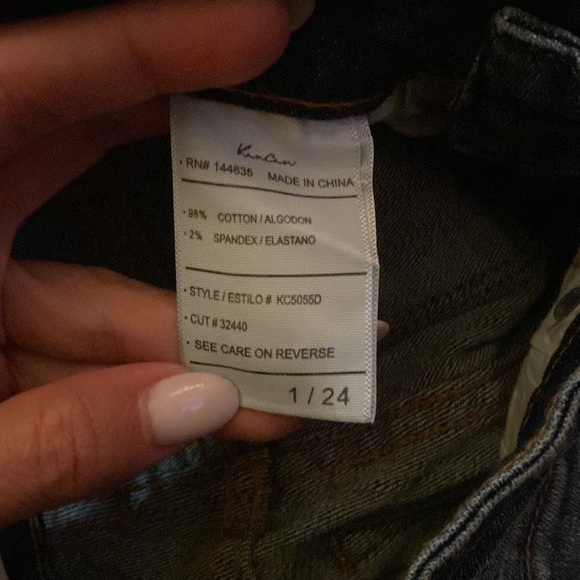 KanCan
• RN# 144635 MADE IN CHINA
• 98% COTTON / ALGODON
• 2% SPANDEX / ELASTANO
• STYLE / ESTILO # KC5055D
• CUT # 32440
• SEE CARE ON REVERSE
1 / 24